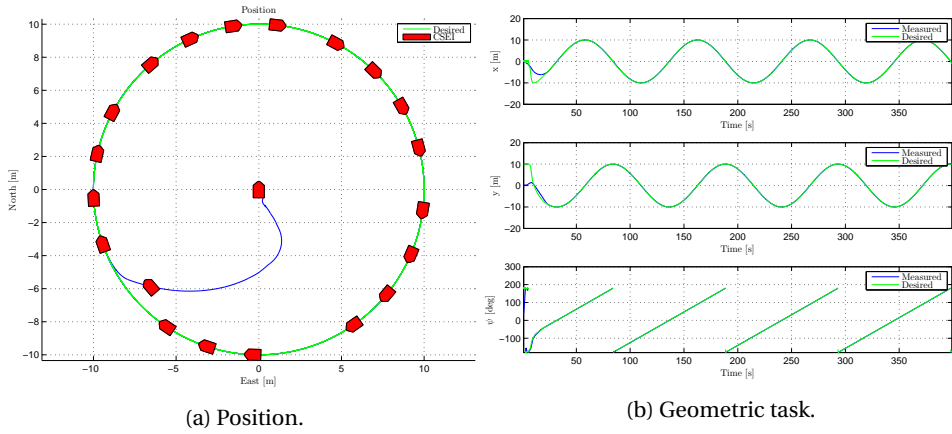 Position
Desired
CSEI
10
8
6
4
2
0
−2
−4
−6
−8
−10
North [m]
−10 −5 0 5 10
East [m]
(a) Position.
20
10
0
−10
−20
x [m]
Measured
Desired
50 100 150 200 250 300 350
Time [s]
20
10
0
−10
−20
y [m]
Measured
Desired
50 100 150 200 250 300 350
Time [s]
300
200
100
0
−100
ψ [deg]
Measured
Desired
50 100 150 200 250 300 350
Time [s]
(b) Geometric task.